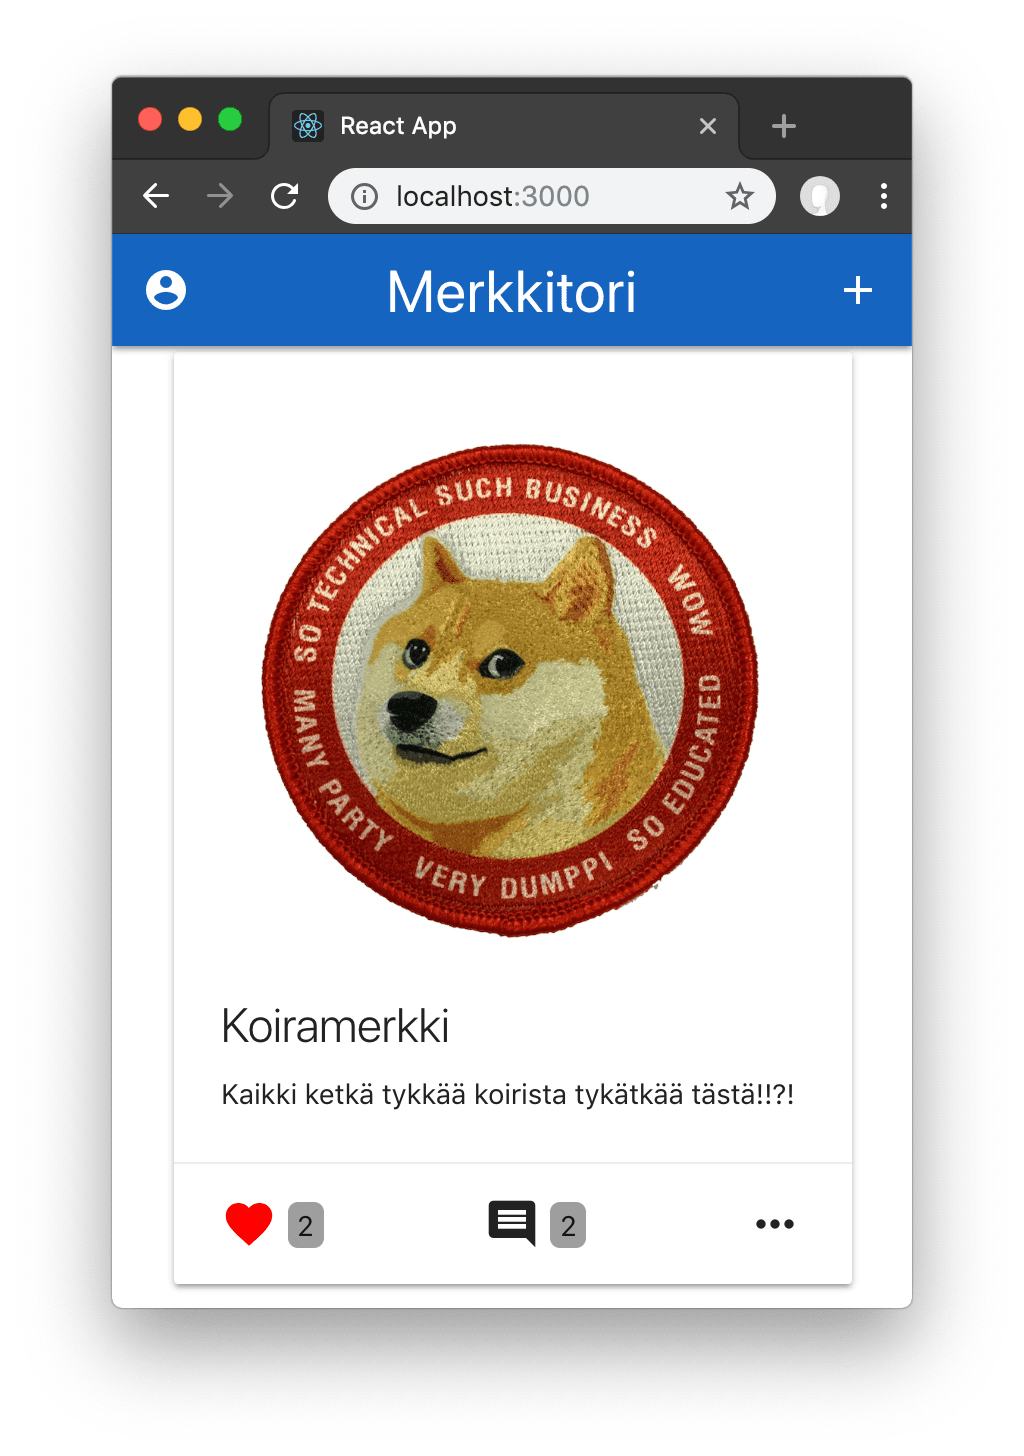 React App
localhost:3000
Merkkitori
SO TECHNICAL SUCH BUSINESS WOW
MANY PARTY VERY DUMPPI SO EDUCATED
Koiramerkki
Kaikki ketkä tykkää koirista tykätkää tästä!!?!
2
2